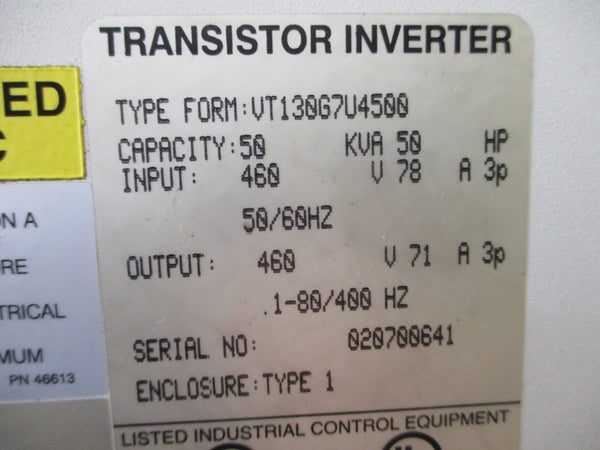 TRANSISTOR INVERTER
TYPE FORM:VT130G7U4500
CAPACITY:50 KVA 50 HP
INPUT: 460 V 78 A 3p
50/60HZ
OUTPUT: 460 V 71 A 3p
.1-80/400 HZ
SERIAL NO: 020700641
ENCLOSURE:TYPE 1
LISTED INDUSTRIAL CONTROL EQUIPMENT
ED
C
ON A
RE
TRICAL
MUM
PN 46613